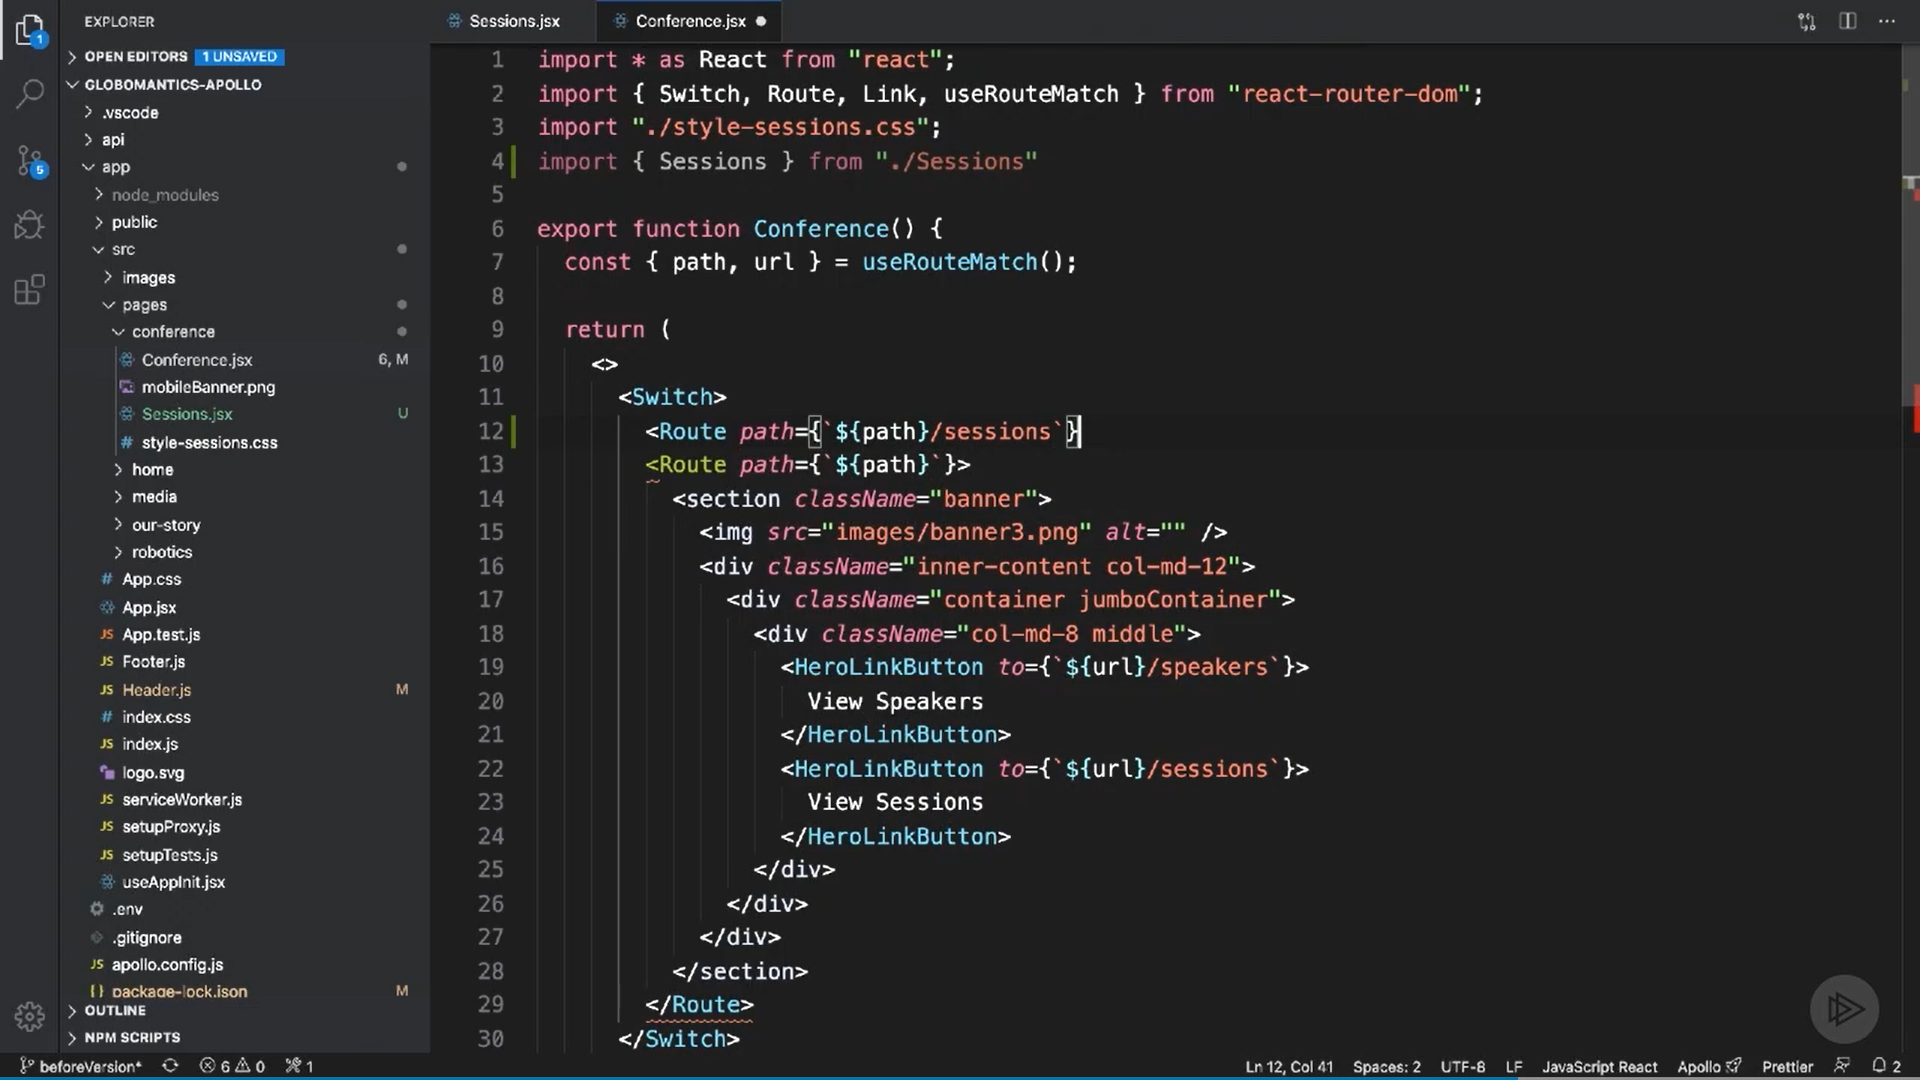 EXPLORER
OPEN EDITORS 1 UNSAVED
GLOBOMANTICS-APOLLO
.vscode
api
app
node_modules
public
src
images
pages
conference
Conference.jsx 6, M
mobileBanner.png
Sessions.jsx U
# style-sessions.css
home
media
our-story
robotics
# App.css
App.jsx
JS App.test.js
JS Footer.js
JS Header.js M
# index.css
JS index.js
logo.svg
JS serviceWorker.js
JS setupProxy.js
JS setupTests.js
useAppInit.jsx
.env
.gitignore
JS apollo.config.js
{} package-lock.json M
OUTLINE
NPM SCRIPTS
1
5
Sessions.jsx Conference.jsx
1 import * as React from "react";
2 import { Switch, Route, Link, useRouteMatch } from "react-router-dom";
3 import "./style-sessions.css";
4 import { Sessions } from "./Sessions"
5
6 export function Conference() {
7 const { path, url } = useRouteMatch();
8
9 return (
10 <>
11 <Switch>
12 <Route path={`${path}/sessions`}
13 <Route path={`${path}`}>
14 <section className="banner">
15 <img src="images/banner3.png" alt="" />
16 <div className="inner-content col-md-12">
17 <div className="container jumboContainer">
18 <div className="col-md-8 middle">
19 <HeroLinkButton to={`${url}/speakers`}>
20 View Speakers
21 </HeroLinkButton>
22 <HeroLinkButton to={`${url}/sessions`}>
23 View Sessions
24 </HeroLinkButton>
25 </div>
26 </div>
27 </div>
28 </section>
29 </Route>
30 </Switch>
beforeVersion* 6 0 1 Ln 12, Col 41 Spaces: 2 UTF-8 LF JavaScript React Apollo Prettier 2